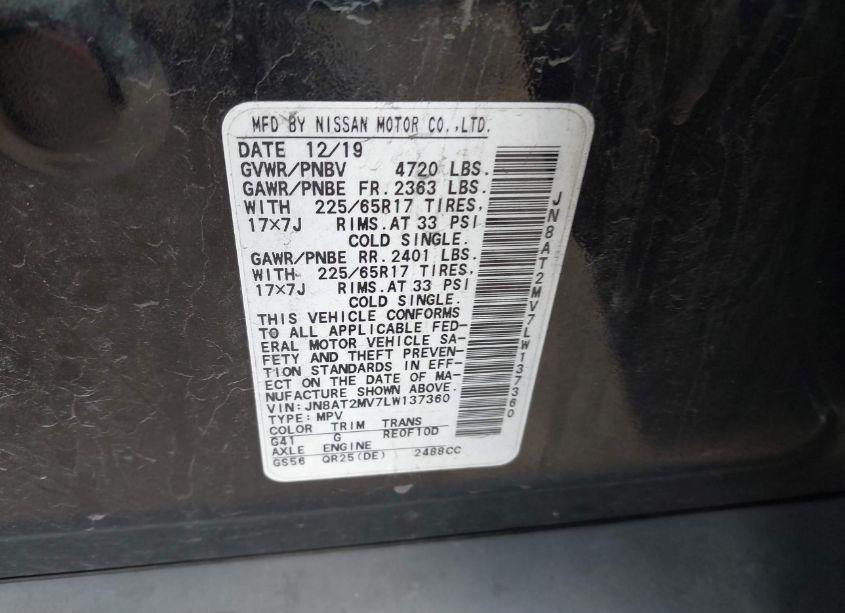 MFD BY NISSAN MOTOR CO.,LTD.
DATE 12/19
GVWR/PNBV 4720 LBS.
GAWR/PNBE FR. 2363 LBS.
WITH 225/65R17 TIRES,
17×7J RIMS.AT 33 PSI
COLD SINGLE.
GAWR/PNBE RR. 2401 LBS.
WITH 225/65R17 TIRES,
17×7J RIMS.AT 33 PSI
COLD SINGLE.
THIS VEHICLE CONFORMS
TO ALL APPLICABLE FED-
ERAL MOTOR VEHICLE SA-
FETY AND THEFT PREVEN-
TION STANDARDS IN EFF-
ECT ON THE DATE OF MA-
NUFACTURE SHOWN ABOVE.
VIN: JN8AT2MV7LW137360
TYPE: MPV
COLOR TRIM TRANS
G41 G RE0F10D
AXLE ENGINE
GS56 QR25(DE) 2488CC
JN8AT2MV7LW137360